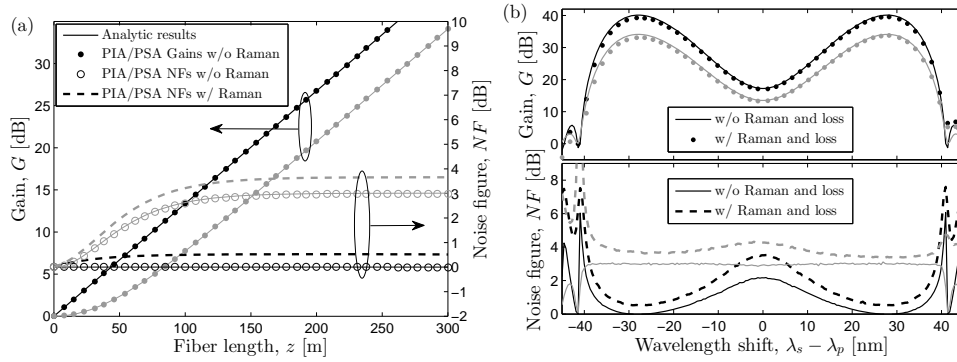 (a)
Gain, G [dB]
35
30
25
20
15
10
5
0
Analytic results
PIA/PSA Gains w/o Raman
PIA/PSA NFs w/o Raman
PIA/PSA NFs w/ Raman
10
9
8
7
6
5
4
3
2
1
0
−1
−2
Noise figure, NF [dB]
0 50 100 150 200 250 300
Fiber length, z [m]
(b)
Gain, G [dB]
40
30
20
10
0
w/o Raman and loss
w/ Raman and loss
Noise figure, NF [dB]
8
6
4
2
0
w/o Raman and loss
w/ Raman and loss
−40 −30 −20 −10 0 10 20 30 40
Wavelength shift, λs − λp [nm]